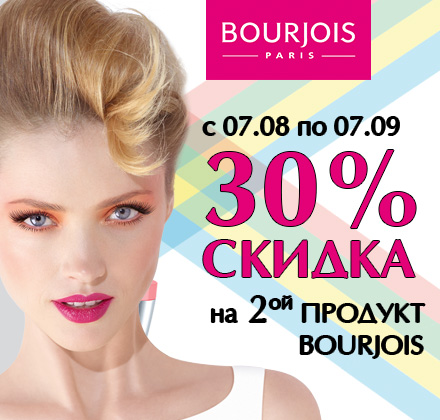 BOURJOIS
PARIS
с 07.08 по 07.09
30%
СКИДКА
на 2ой ПРОДУКТ
BOURJOIS